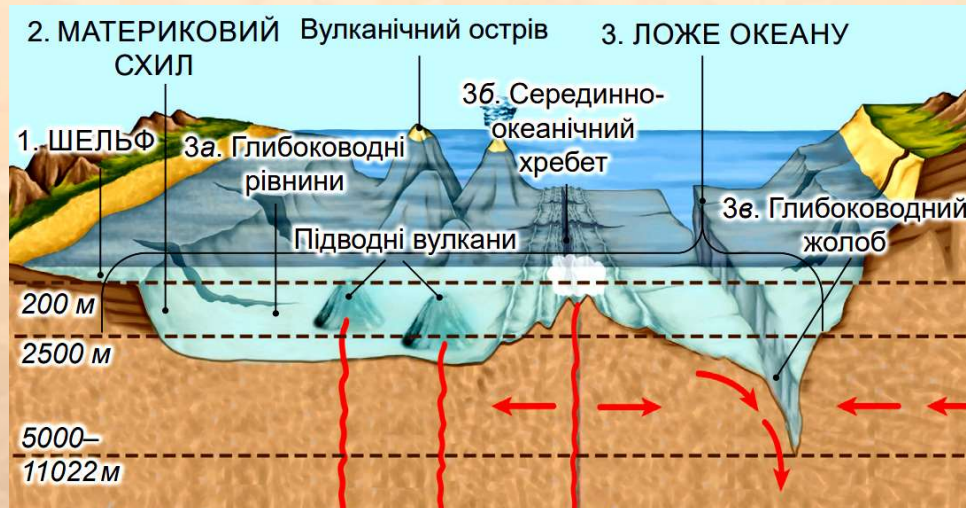 2. МАТЕРИКОВИЙ
СХИЛ
Вулканічний острів
3. ЛОЖЕ ОКЕАНУ
1. ШЕЛЬФ
3а. Глибоководні
рівнини
3б. Серединно-
океанічний
хребет
Підводні вулкани
3в. Глибоководний
жолоб
200 м
2500 м
5000–
11022 м